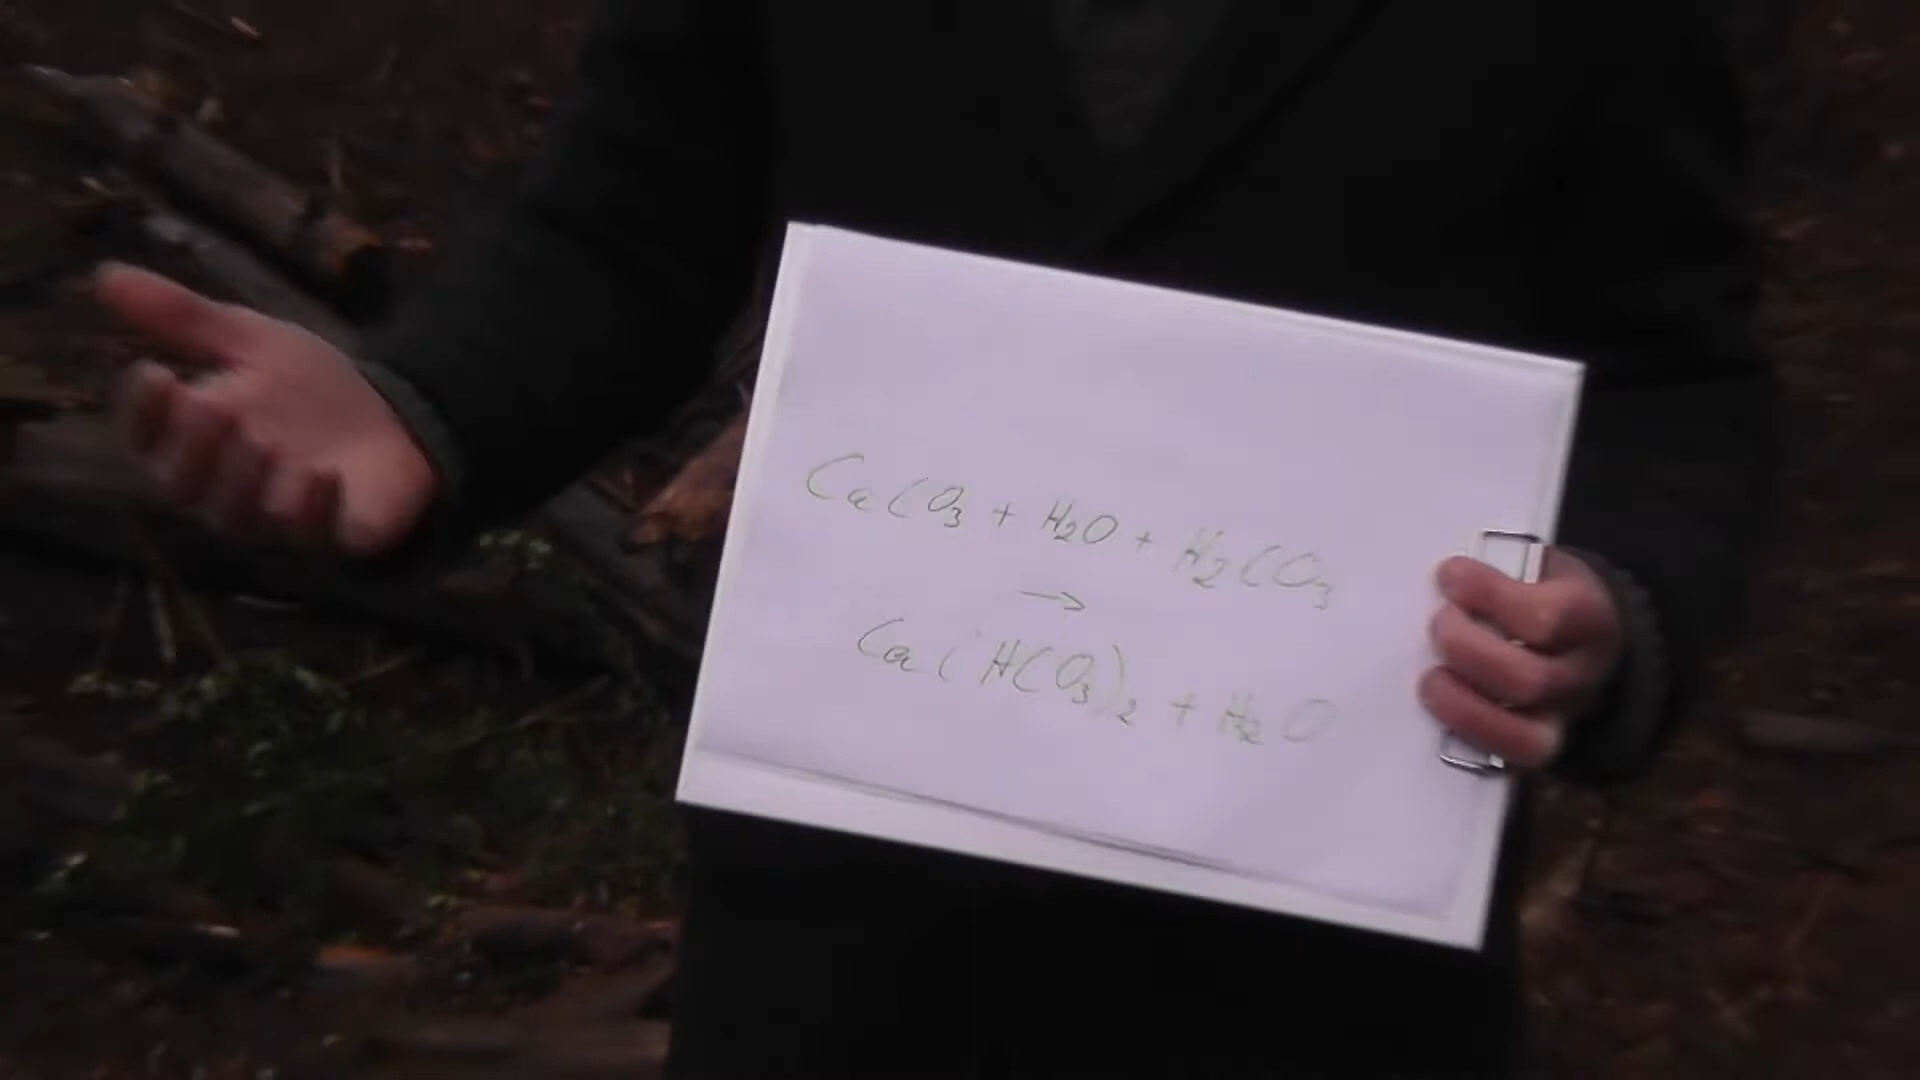 CaCO3 + H2O + H2CO3
→
Ca(HCO3)2 + H2O